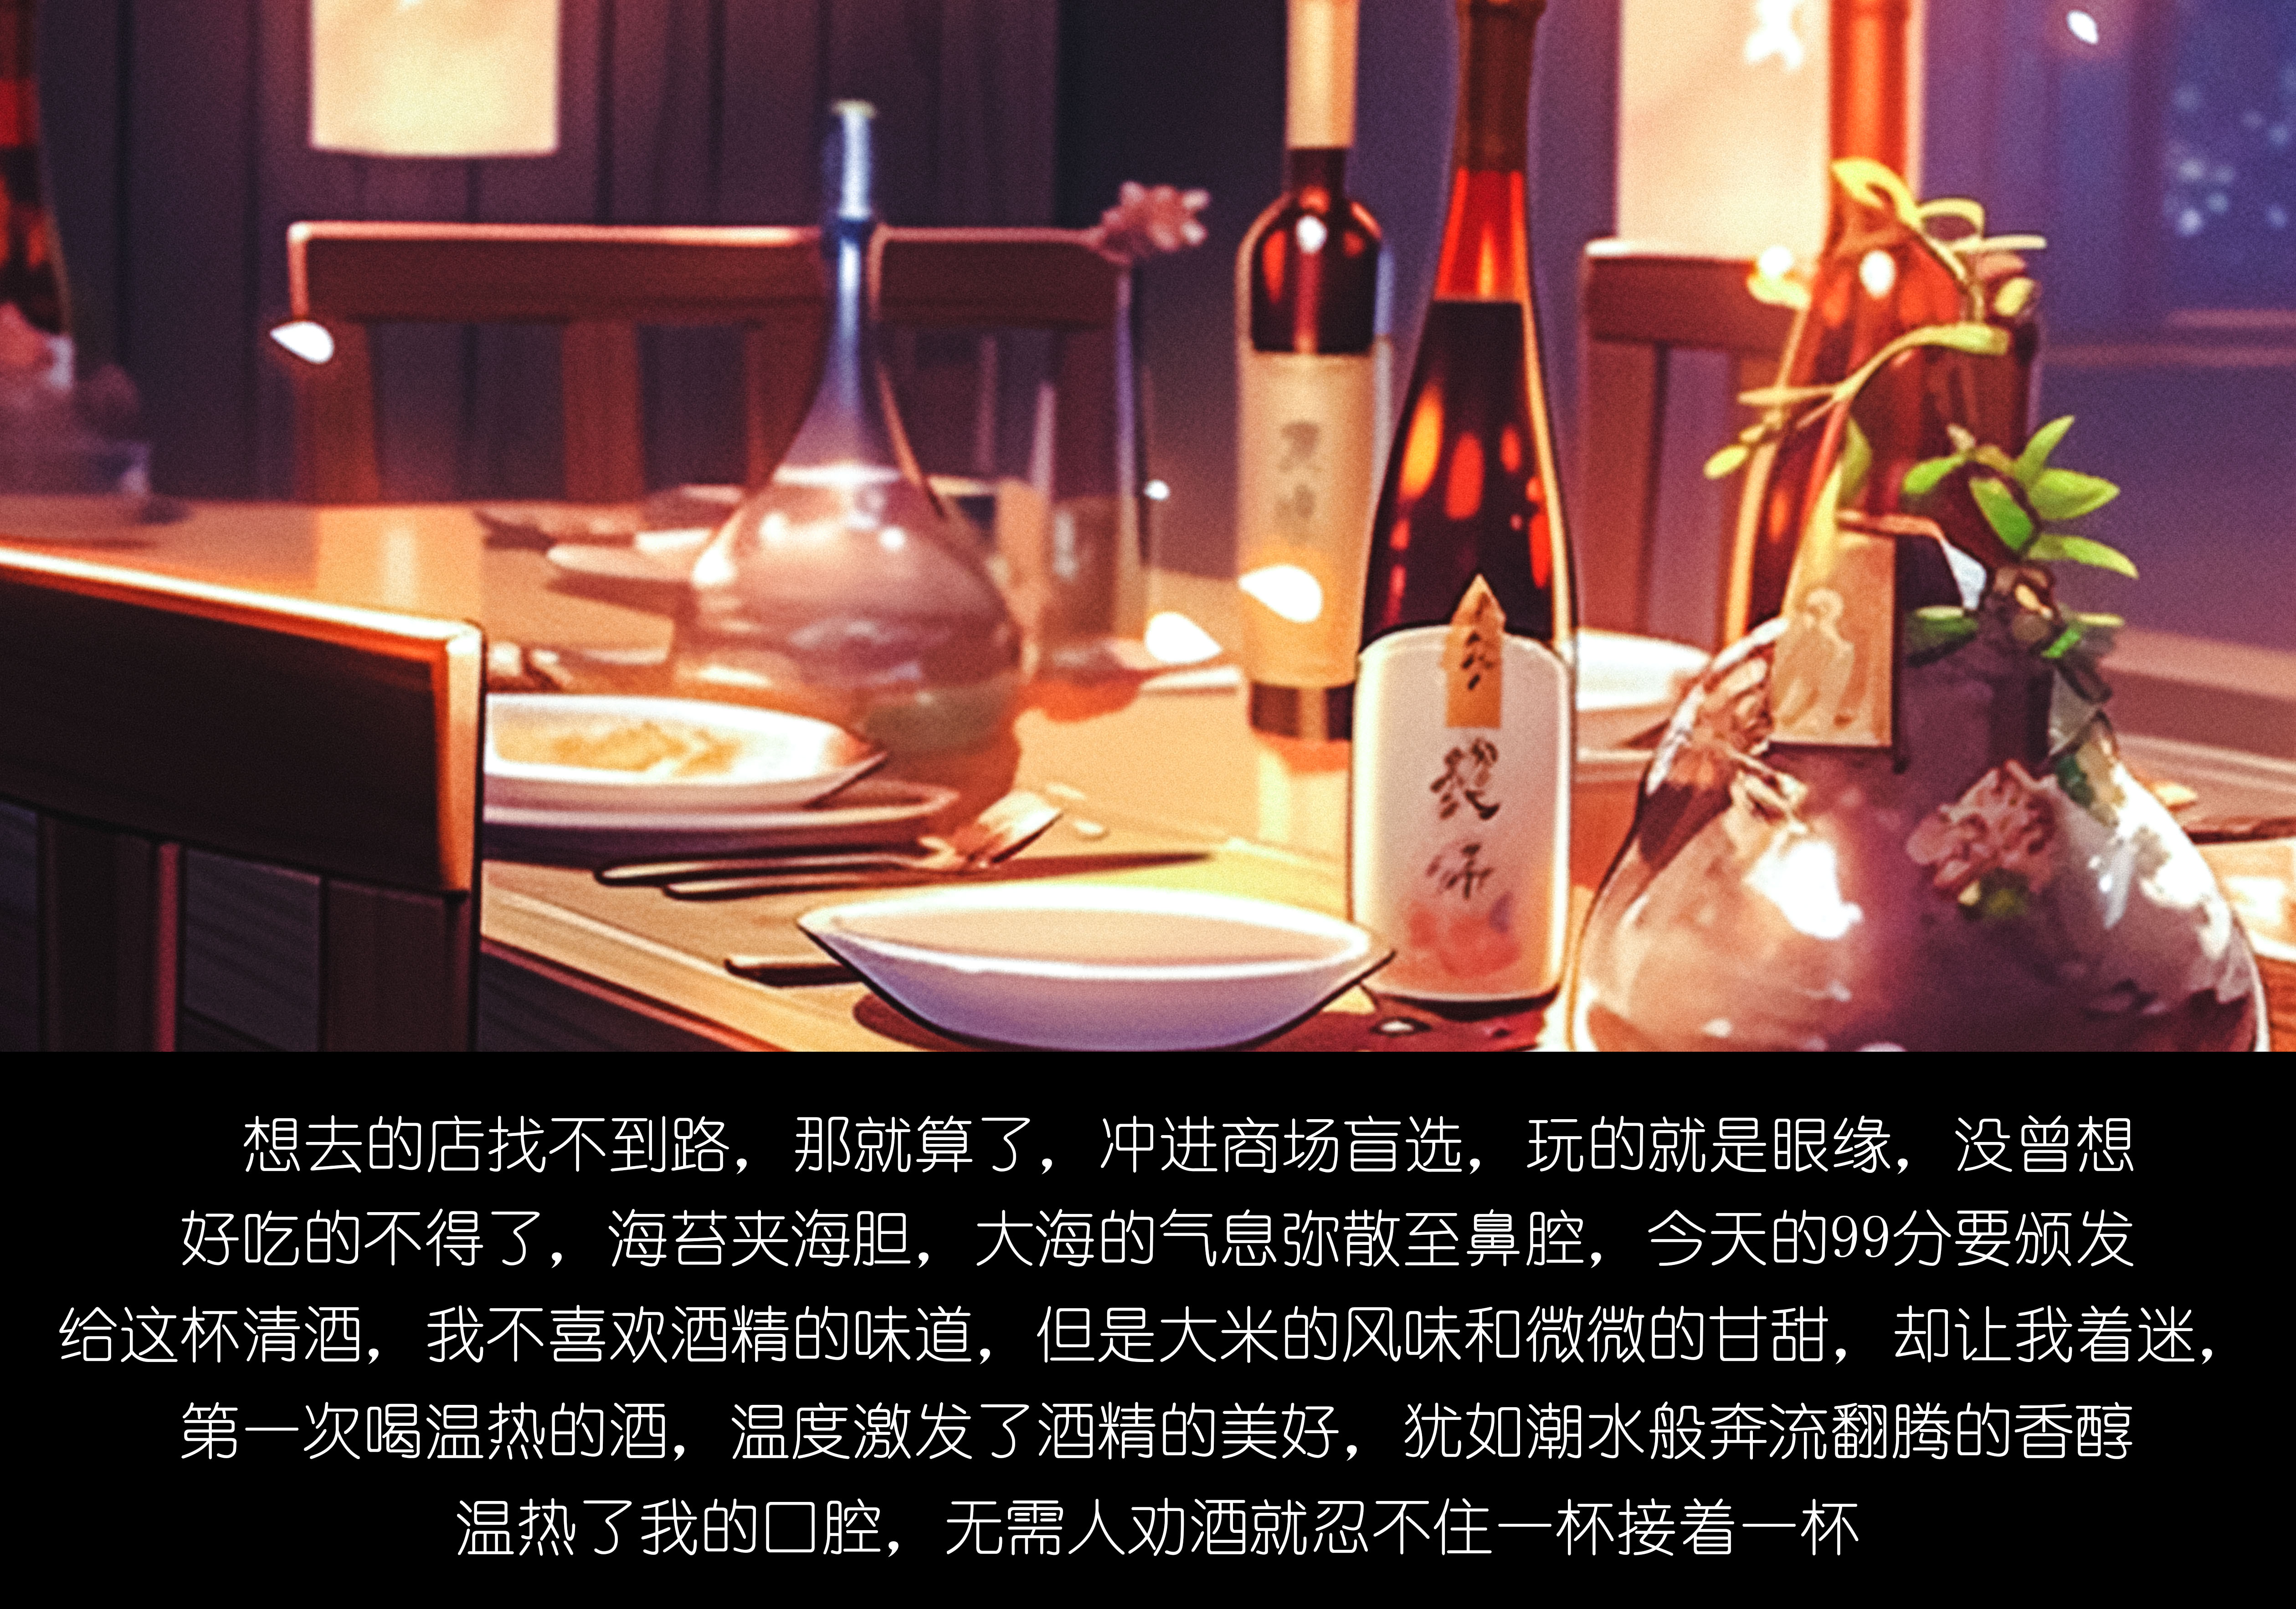 想去的店找不到路，那就算了，冲进商场盲选，玩的就是眼缘，没曾想
好吃的不得了，海苔夹海胆，大海的气息弥散至鼻腔，今天的99分要颁发
给这杯清酒，我不喜欢酒精的味道，但是大米的风味和微微的甘甜，却让我着迷，
第一次喝温热的酒，温度激发了酒精的美好，犹如潮水般奔流翻腾的香醇
温热了我的口腔，无需人劝酒就忍不住一杯接着一杯